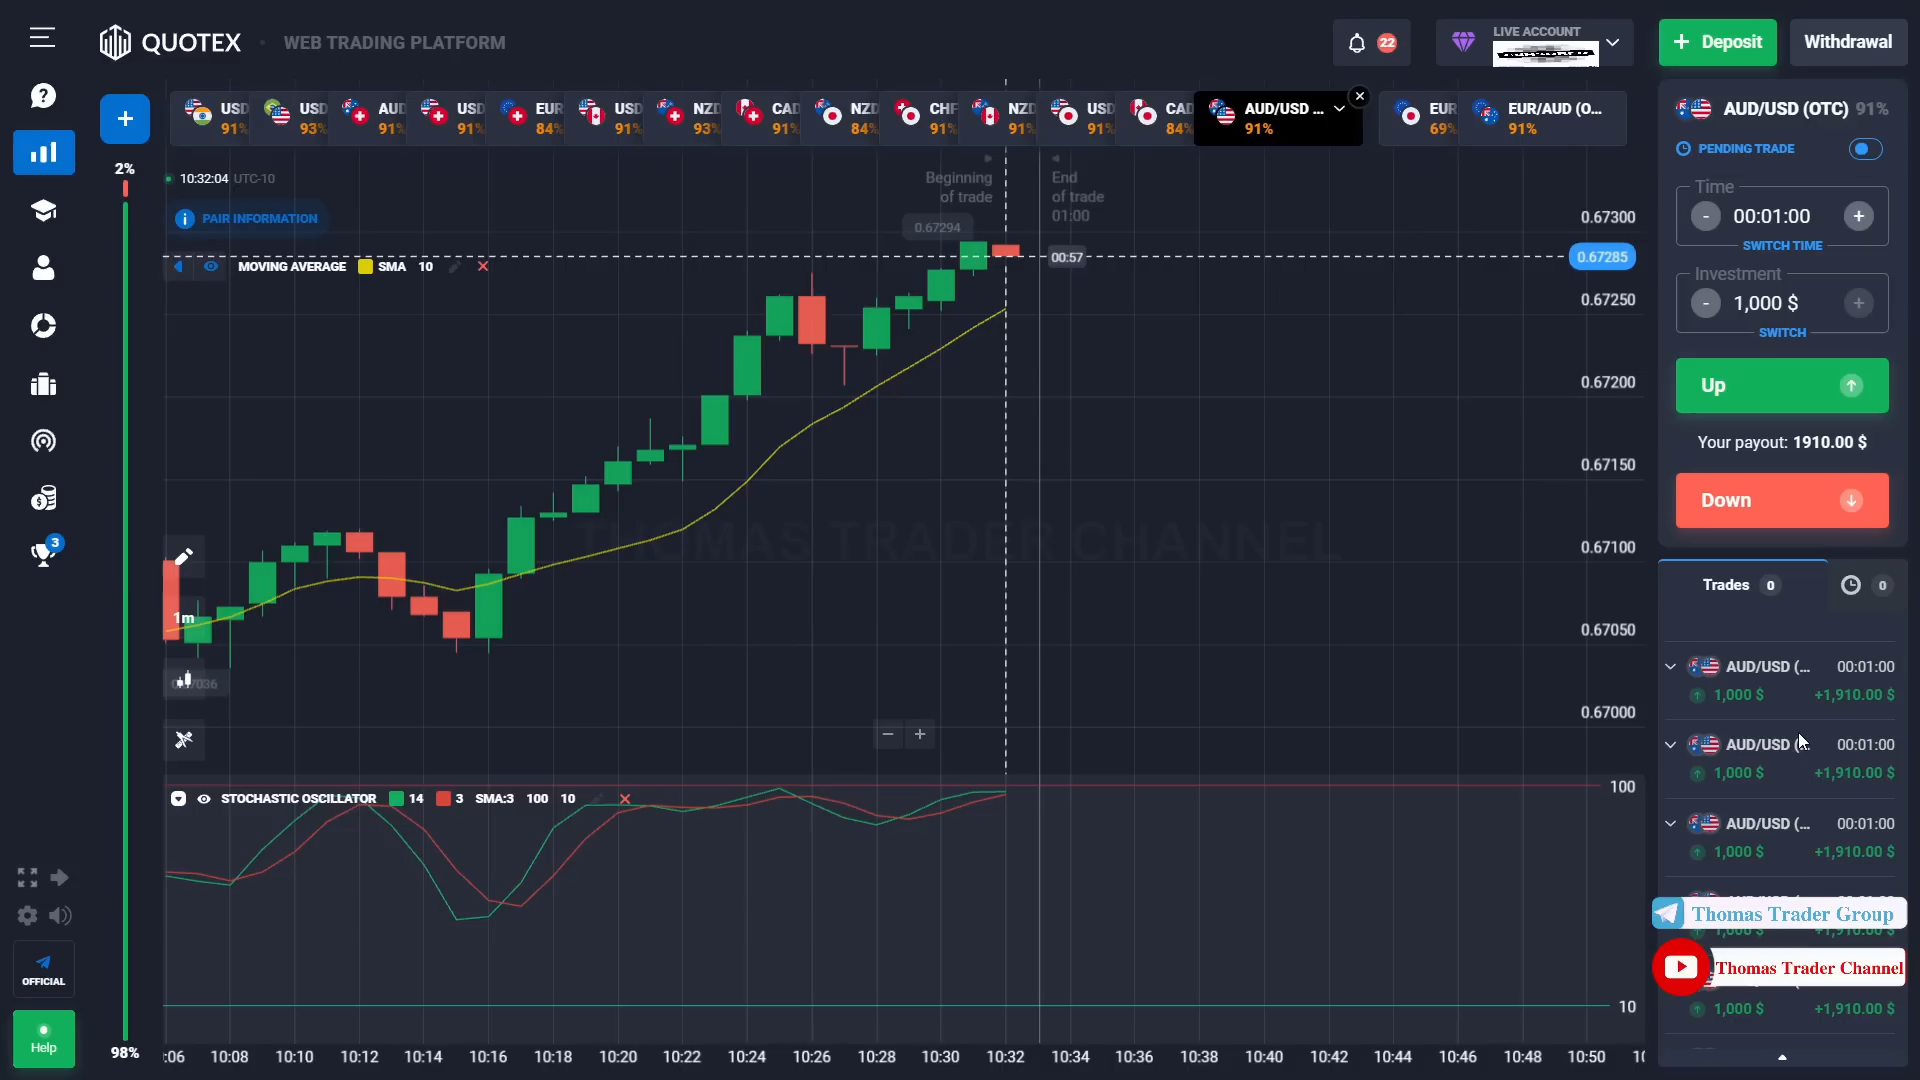 QUOTEX
WEB TRADING PLATFORM
22
LIVE ACCOUNT
+ Deposit
Withdrawal
+
USD
91%
USD
93%
AUD
91%
USD
91%
EUR
84%
USD
91%
NZD
93%
CAD
91%
NZD
84%
CHF
91%
NZD
91%
USD
91%
CAD
84%
AUD/USD ...
91%
EUR
69%
EUR/AUD (O...
91%
2%
98%
10:32:04 UTC-10
PAIR INFORMATION
MOVING AVERAGE SMA 10
Beginning
of trade
End
of trade
01:00
0.67294
00:57
0.67300
0.67285
0.67250
0.67200
0.67150
0.67100
0.67050
0.67000
THOMAS TRADER CHANNEL
1m
STOCHASTIC OSCILLATOR 14 3 SMA:3 100 10
100
10
:06 10:08 10:10 10:12 10:14 10:16 10:18 10:20 10:22 10:24 10:26 10:28 10:30 10:32 10:34 10:36 10:38 10:40 10:42 10:44 10:46 10:48 10:50
3
OFFICIAL
Help
AUD/USD (OTC) 91%
PENDING TRADE
Time
- 00:01:00 +
SWITCH TIME
Investment
- 1,000 $ +
SWITCH
Up
Your payout: 1910.00 $
Down
Trades 0
0
AUD/USD (... 00:01:00
1,000 $ +1,910.00 $
AUD/USD (... 00:01:00
1,000 $ +1,910.00 $
AUD/USD (... 00:01:00
1,000 $ +1,910.00 $
Thomas Trader Group
1,000 $ +1,910.00 $
Thomas Trader Channel
1,000 $ +1,910.00 $